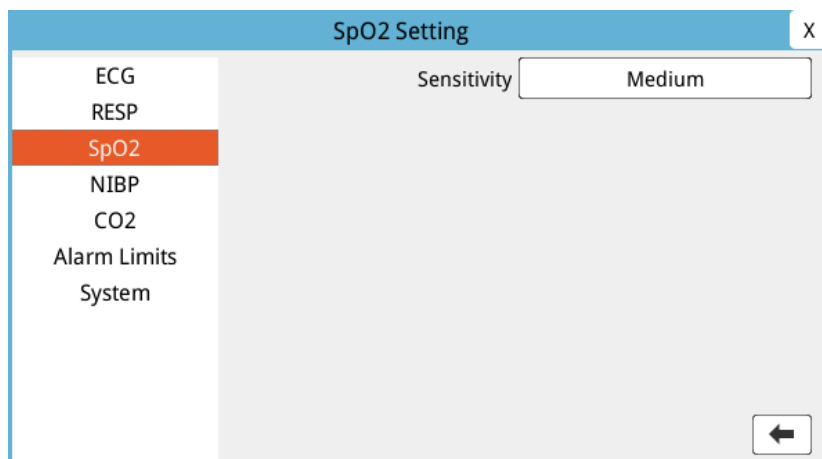 SpO2 Setting
X
ECG
Sensitivity
Medium
RESP
SpO2
NIBP
CO2
Alarm Limits
System